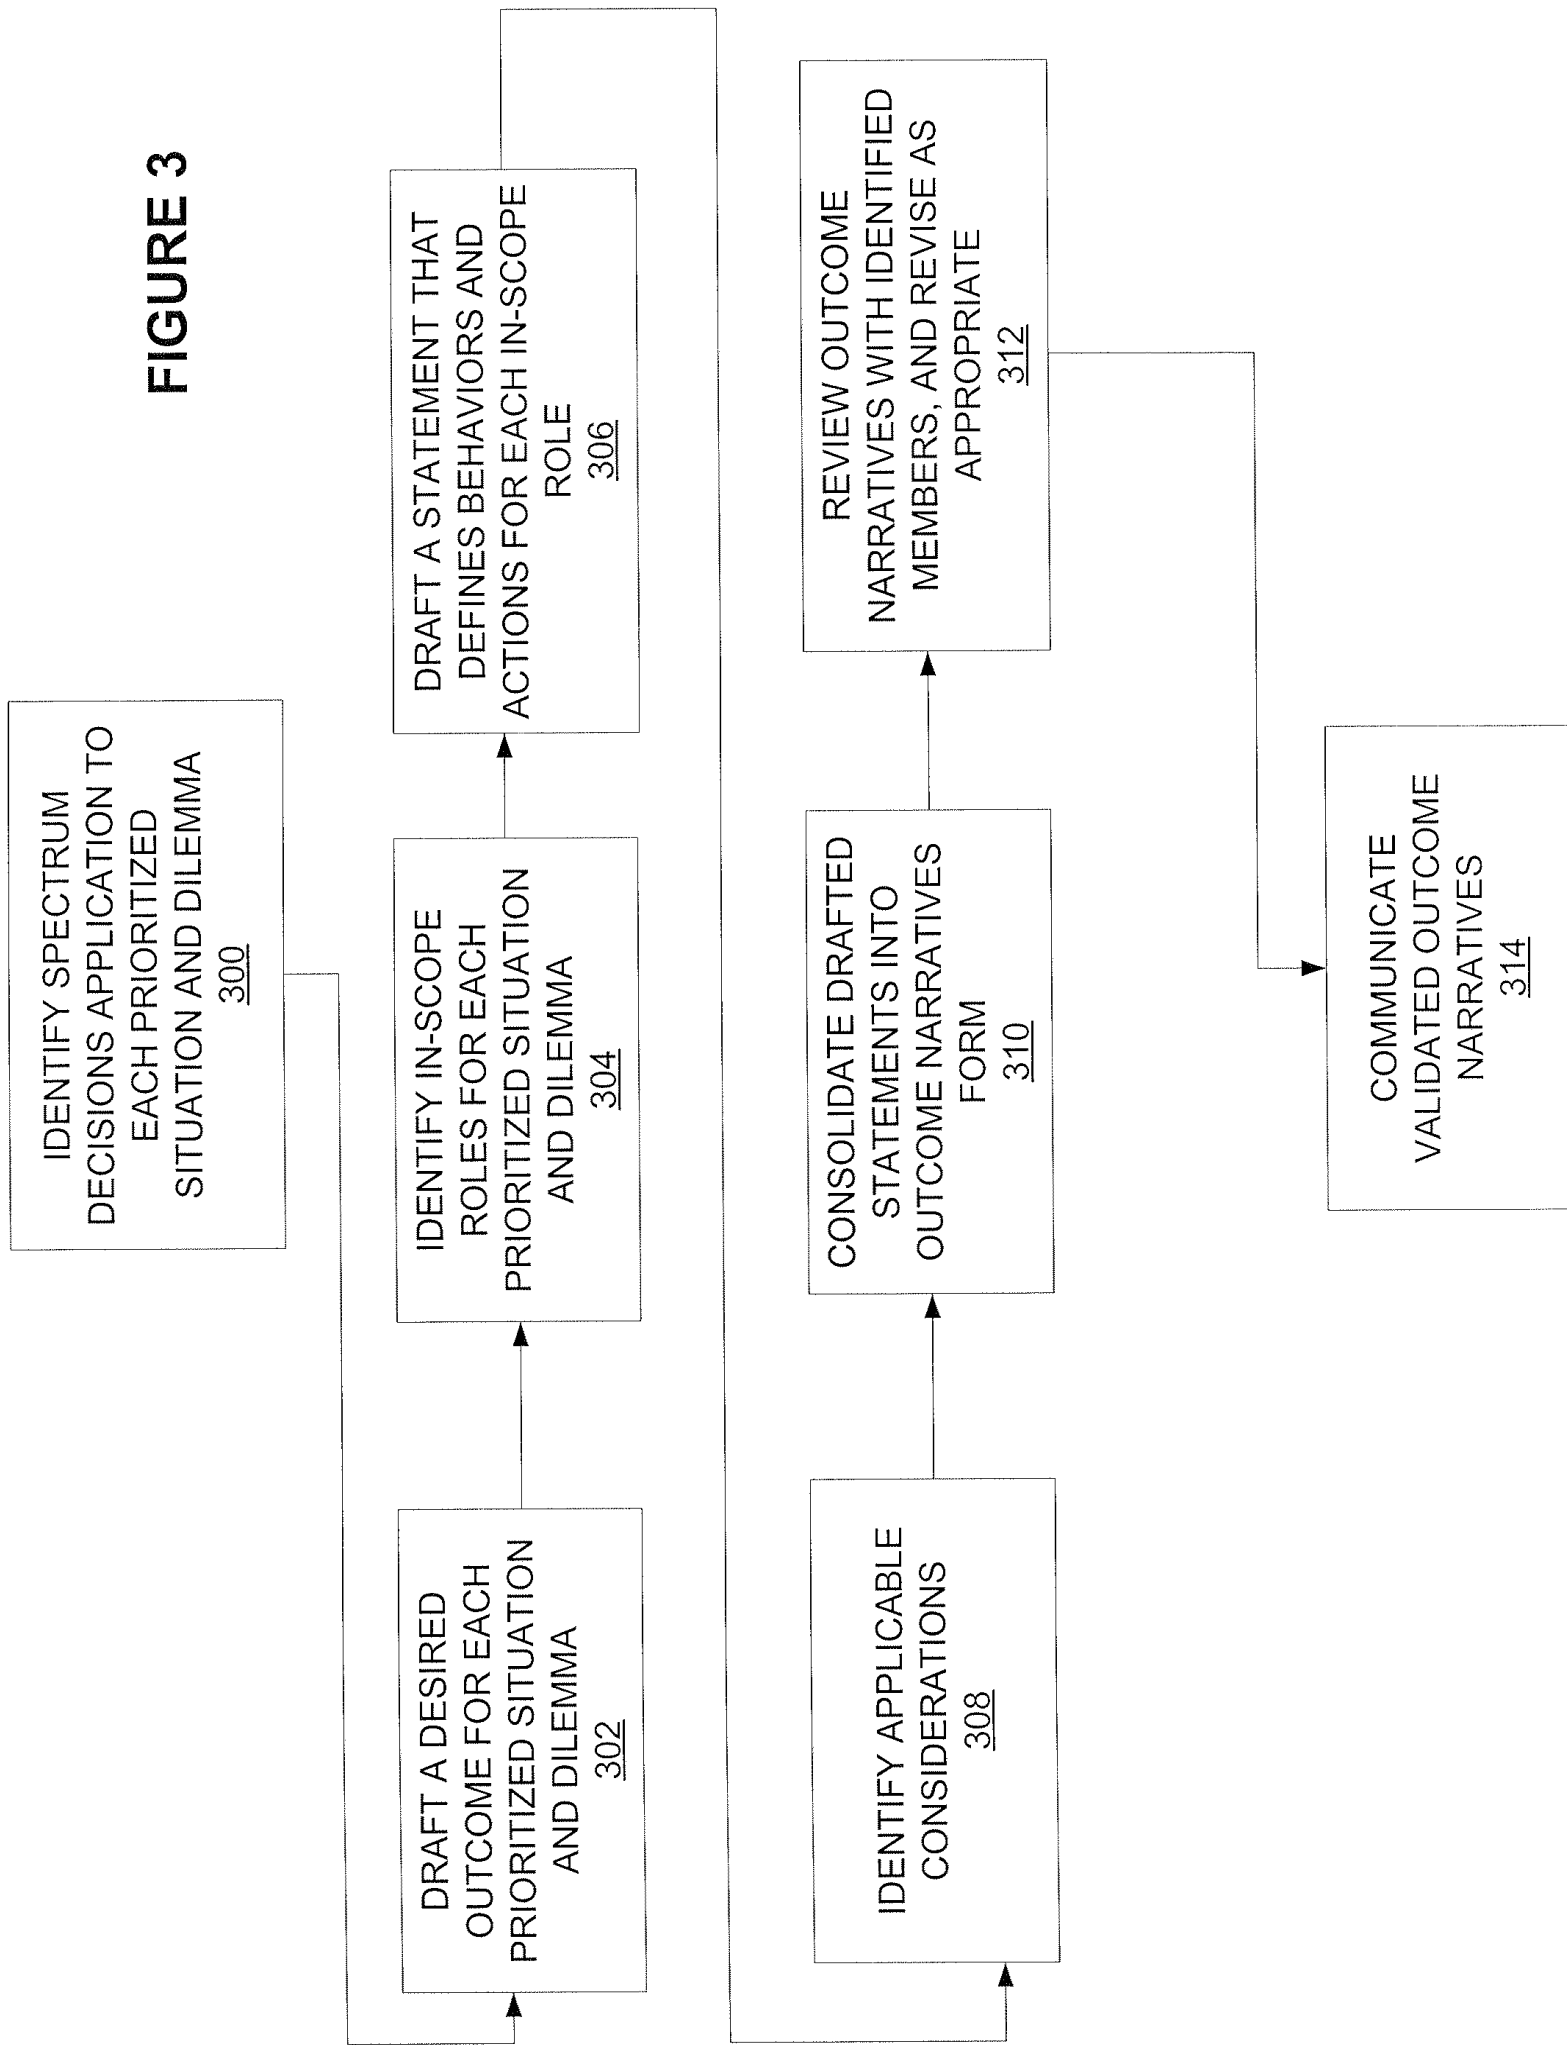 FIGURE 3
IDENTIFY SPECTRUM
DECISIONS APPLICATION TO
EACH PRIORITIZED
SITUATION AND DILEMMA
300
DRAFT A DESIRED
OUTCOME FOR EACH
PRIORITIZED SITUATION
AND DILEMMA
302
IDENTIFY IN-SCOPE
ROLES FOR EACH
PRIORITIZED SITUATION
AND DILEMMA
304
DRAFT A STATEMENT THAT
DEFINES BEHAVIORS AND
ACTIONS FOR EACH IN-SCOPE
ROLE
306
IDENTIFY APPLICABLE
CONSIDERATIONS
308
CONSOLIDATE DRAFTED
STATEMENTS INTO
OUTCOME NARRATIVES
FORM
310
REVIEW OUTCOME
NARRATIVES WITH IDENTIFIED
MEMBERS, AND REVISE AS
APPROPRIATE
312
COMMUNICATE
VALIDATED OUTCOME
NARRATIVES
314